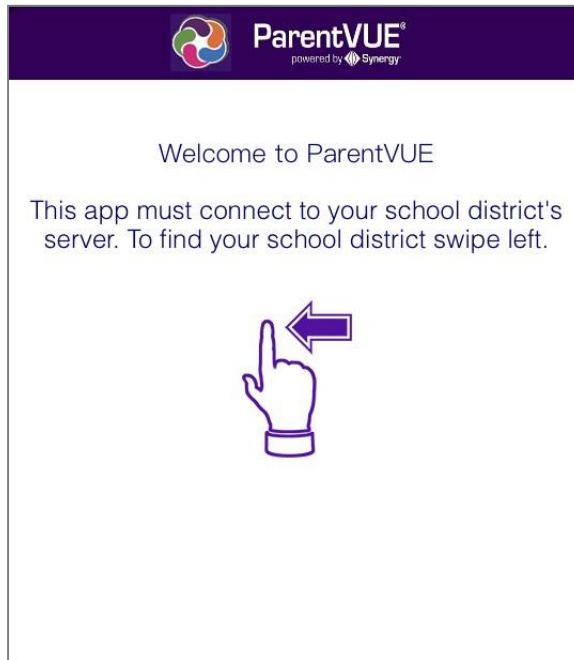 ParentVUE®
powered by Synergy
Welcome to ParentVUE
This app must connect to your school district's
server. To find your school district swipe left.